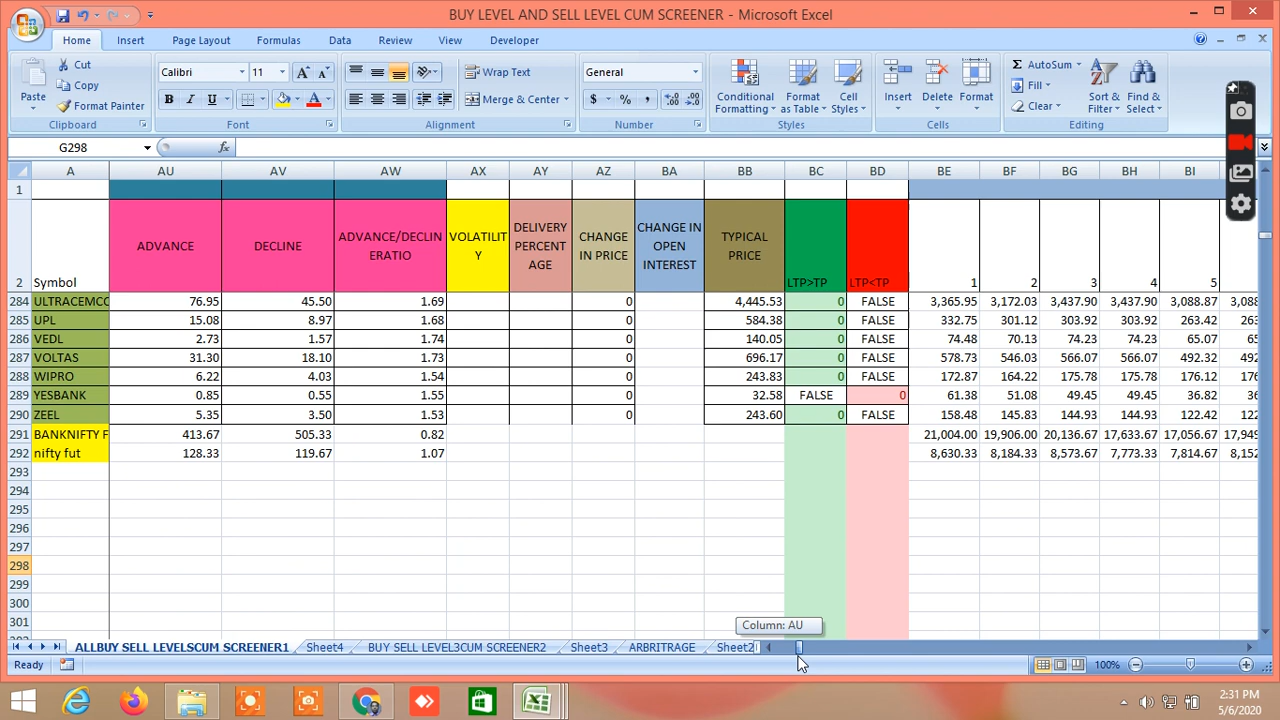 BUY LEVEL AND SELL LEVEL CUM SCREENER - Microsoft Excel
Home Insert Page Layout Formulas Data Review View Developer
Paste Cut Copy Format Painter
Calibri 11
B I U
Wrap Text
Merge & Center
General
$ % ,
Conditional Formatting Format as Table Cell Styles
Insert Delete Format
Σ AutoSum Fill Clear
Sort & Filter Find & Select
Clipboard Font Alignment Number Styles Cells Editing
G298 fx
A AU AV AW AX AY AZ BA BB BC BD BE BF BG BH BI
1
2 Symbol ADVANCE DECLINE ADVANCE/DECLIN ERATIO VOLATILIT Y DELIVERY PERCENT AGE CHANGE IN PRICE CHANGE IN OPEN INTEREST TYPICAL PRICE LTP>TP LTP<TP 1 2 3 4 5
284 ULTRACEMCO 76.95 45.50 1.69 0 4,445.53 0 FALSE 3,365.95 3,172.03 3,437.90 3,437.90 3,088.87 3,088
285 UPL 15.08 8.97 1.68 0 584.38 0 FALSE 332.75 301.12 303.92 303.92 263.42 263
286 VEDL 2.73 1.57 1.74 0 140.05 0 FALSE 74.48 70.13 74.23 74.23 65.07 65
287 VOLTAS 31.30 18.10 1.73 0 696.17 0 FALSE 578.73 546.03 566.07 566.07 492.32 492
288 WIPRO 6.22 4.03 1.54 0 243.83 0 FALSE 172.87 164.22 175.78 175.78 176.12 176
289 YESBANK 0.85 0.55 1.55 0 32.58 FALSE 0 61.38 51.08 49.45 49.45 36.82 36
290 ZEEL 5.35 3.50 1.53 0 243.60 0 FALSE 158.48 145.83 144.93 144.93 122.42 122
291 BANKNIFTY F 413.67 505.33 0.82 21,004.00 19,906.00 20,136.67 17,633.67 17,056.67 17,949
292 nifty fut 128.33 119.67 1.07 8,630.33 8,184.33 8,573.67 7,773.33 7,814.67 8,152
293
294
295
296
297
298
299
300
301
Column: AU
ALLBUY SELL LEVELSCUM SCREENER1 Sheet4 BUY SELL LEVEL3CUM SCREENER2 Sheet3 ARBRITRAGE Sheet2
Ready 100%
2:31 PM
5/6/2020